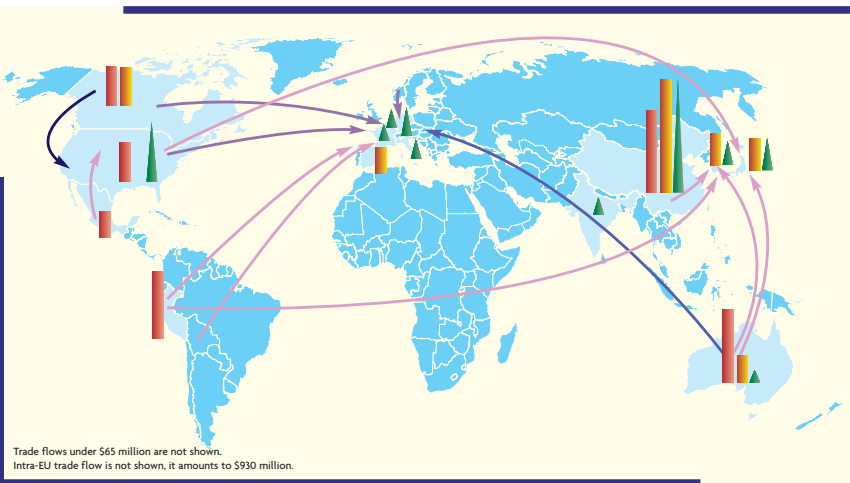 Trade flows under $65 million are not shown.
Intra-EU trade flow is not shown, it amounts to $930 million.